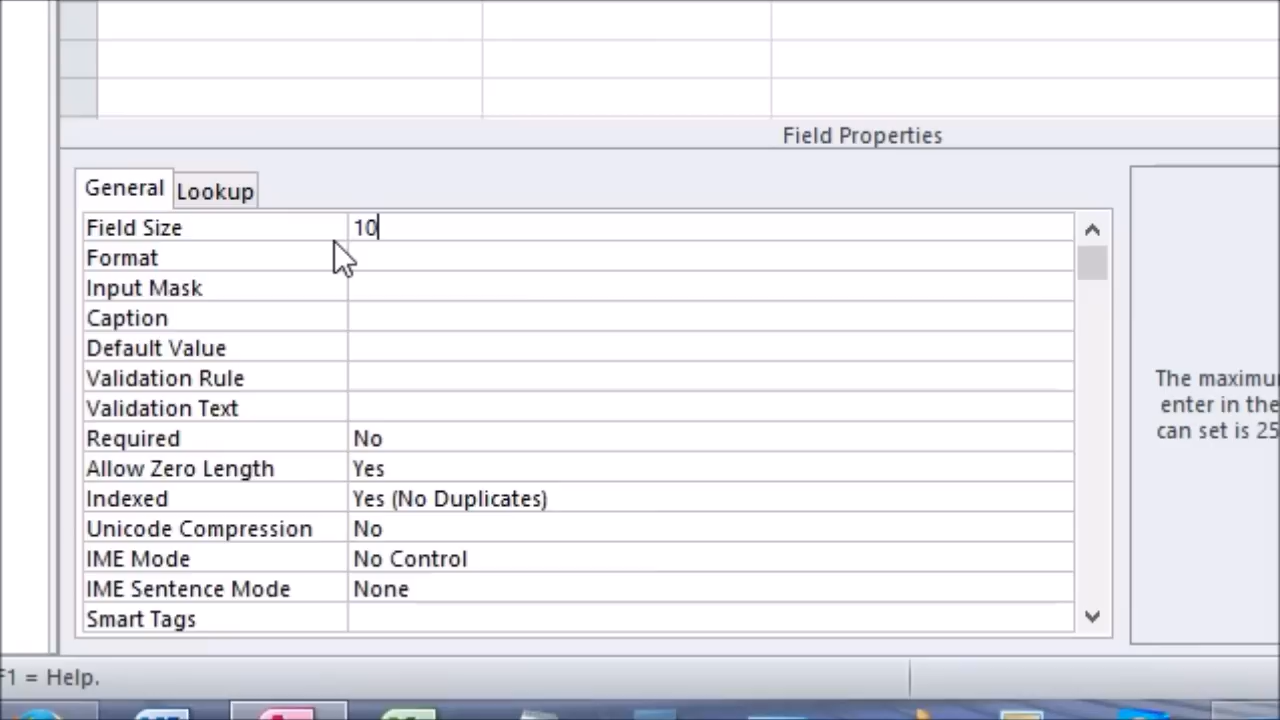 Field Properties
General
Lookup
Field Size 10
Format
Input Mask
Caption
Default Value
Validation Rule
Validation Text
Required No
Allow Zero Length Yes
Indexed Yes (No Duplicates)
Unicode Compression No
IME Mode No Control
IME Sentence Mode None
Smart Tags
The
enter in the
can set is
F1 = Help.